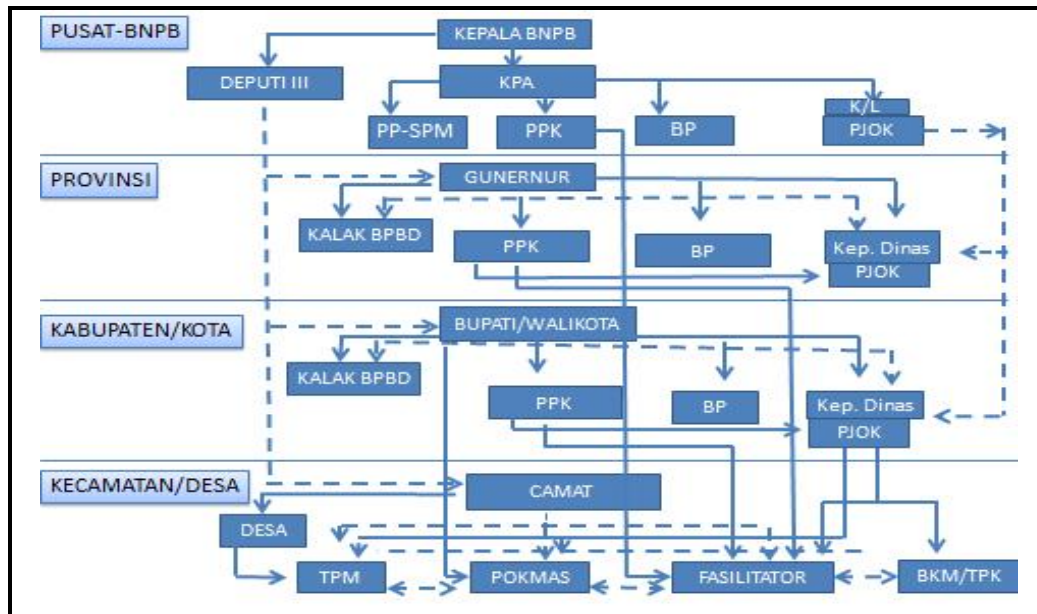 PUSAT-BNPB
KEPALA BNPB
DEPUTI III
KPA
K/L
PP-SPM
PPK
BP
PJOK
PROVINSI
GUNERNUR
KALAK BPBD
PPK
BP
Kep. Dinas
PJOK
KABUPATEN/KOTA
BUPATI/WALIKOTA
KALAK BPBD
PPK
BP
Kep. Dinas
PJOK
KECAMATAN/DESA
CAMAT
DESA
TPM
POKMAS
FASILITATOR
BKM/TPK